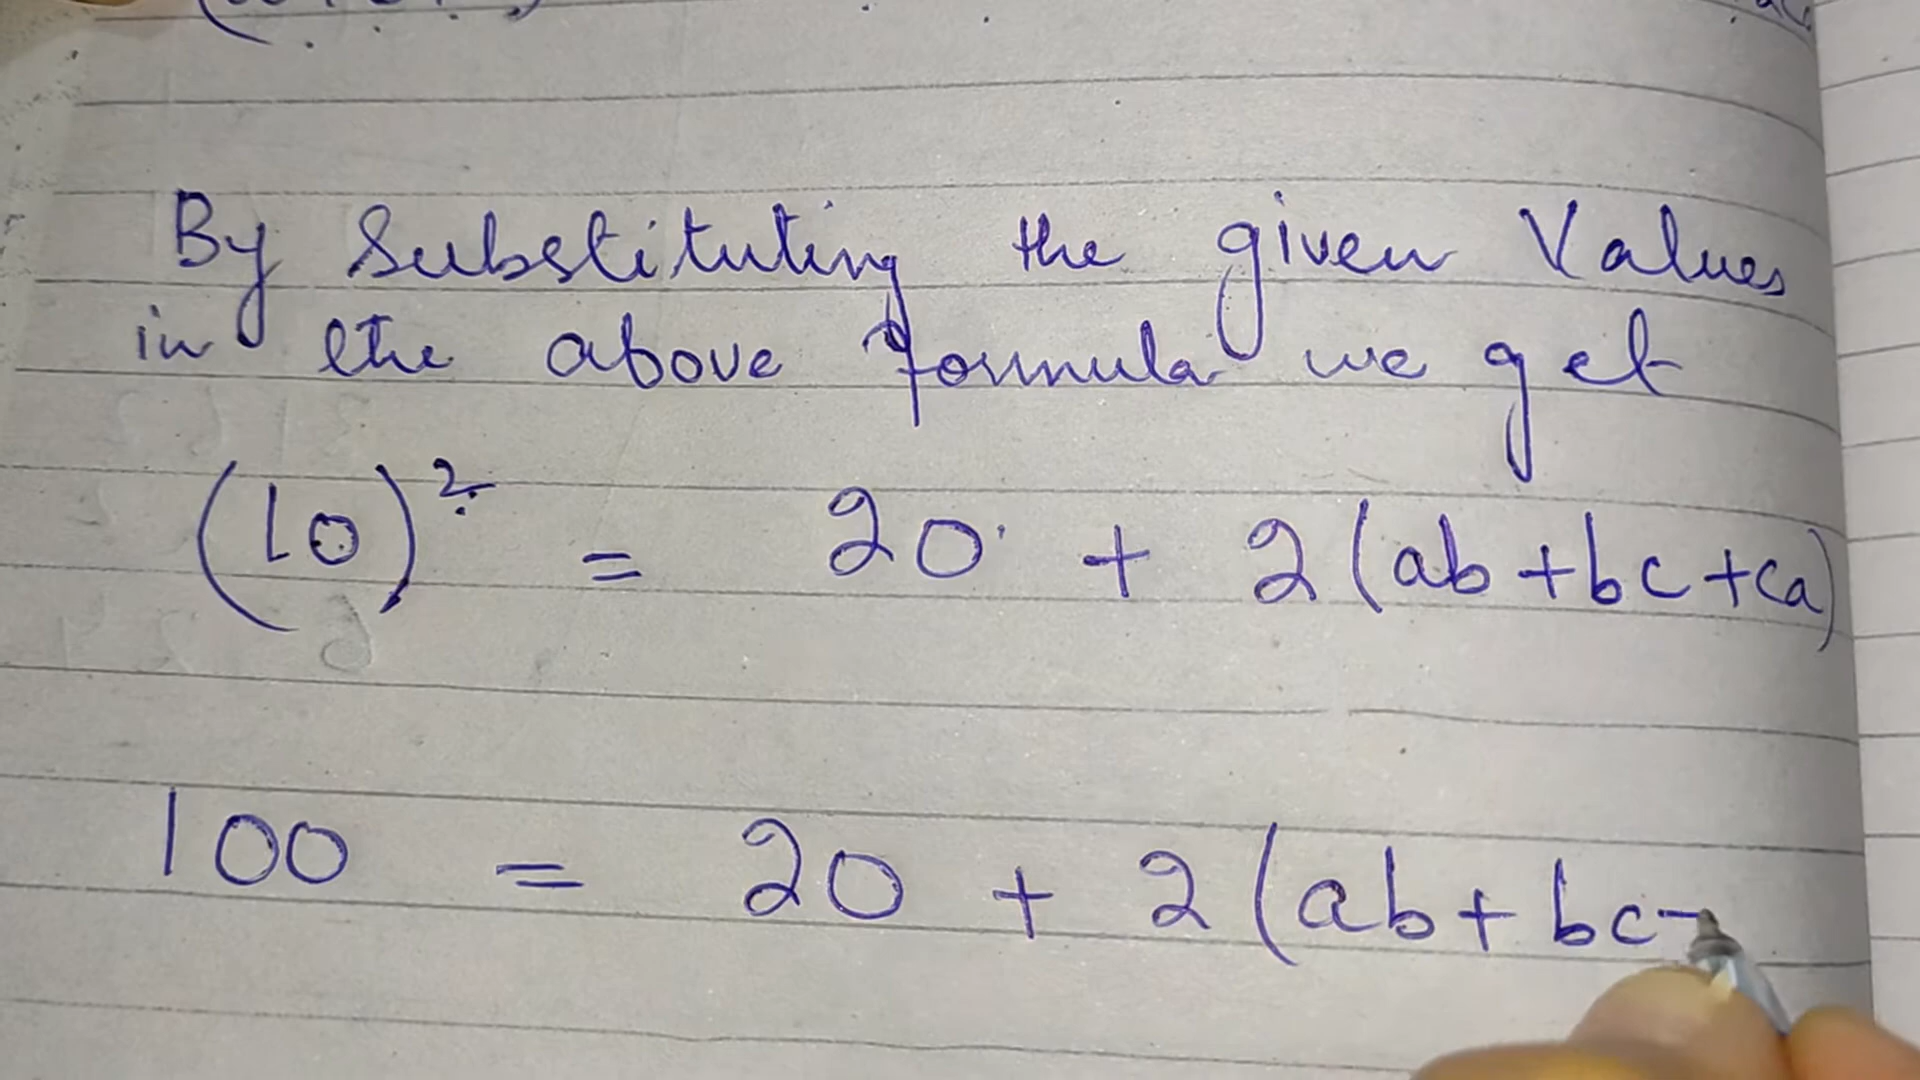 By Substituting the given Values
in the above formula we get
(10)² = 20 + 2(ab+bc+ca)
100 = 20 + 2(ab+bc